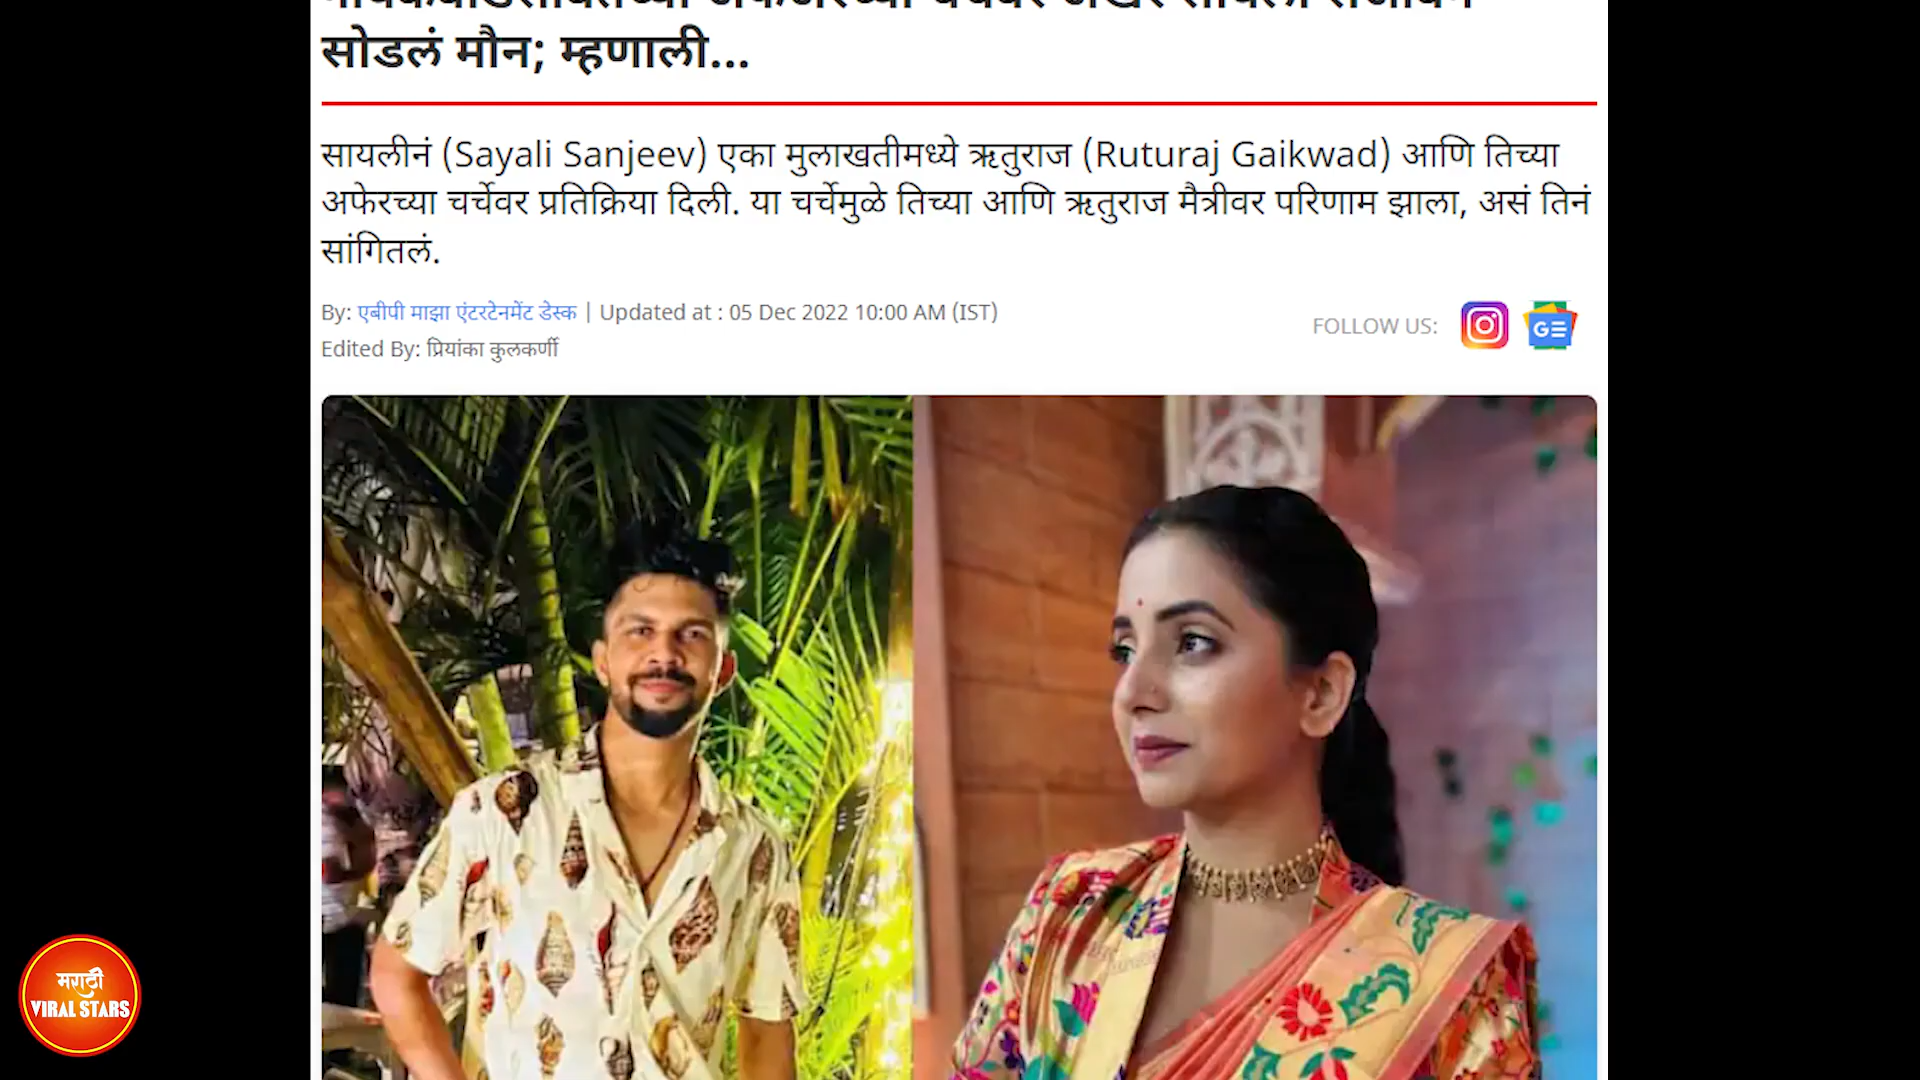 सोडलं मौन; म्हणाली...
सायलीनं (Sayali Sanjeev) एका मुलाखतीमध्ये ऋतुराज (Ruturaj Gaikwad) आणि तिच्या
अफेरच्या चर्चेवर प्रतिक्रिया दिली. या चर्चेमुळे तिच्या आणि ऋतुराज मैत्रीवर परिणाम झाला, असं तिनं
सांगितलं.
By: एबीपी माझा एंटरटेनमेंट डेस्क | Updated at : 05 Dec 2022 10:00 AM (IST)
Edited By: प्रियांका कुलकर्णी
FOLLOW US:
GE
मराठी
VIRAL STARS